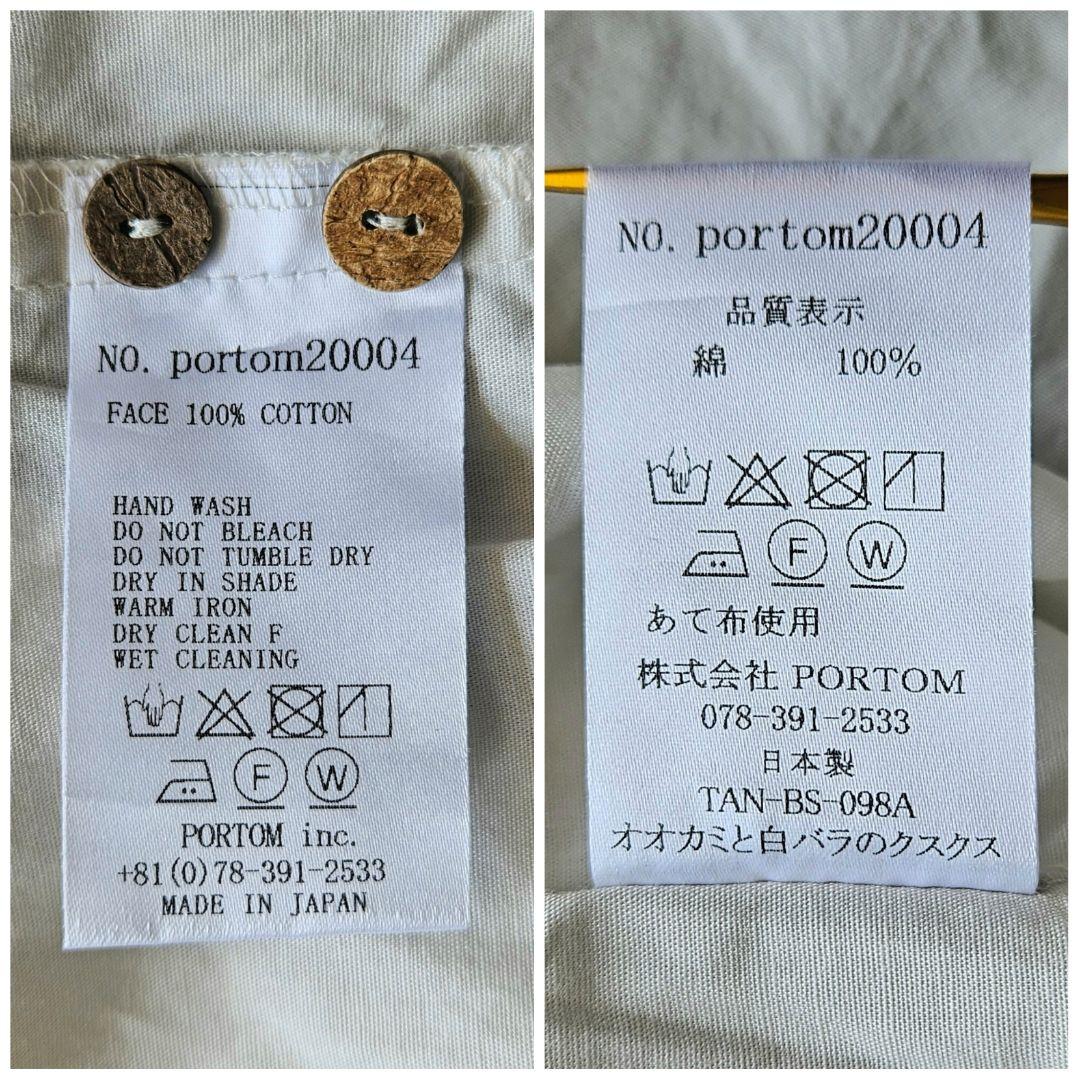 NO. portom20004
FACE 100% COTTON
HAND WASH
DO NOT BLEACH
DO NOT TUMBLE DRY
DRY IN SHADE
WARM IRON
DRY CLEAN F
WET CLEANING
F W
PORTOM inc.
+81(0)78-391-2533
MADE IN JAPAN
NO. portom20004
品質表示
綿 100%
F W
あて布使用
株式会社 PORTOM
078-391-2533
日本製
TAN-BS-098A
オオカミと白バラのクスクス